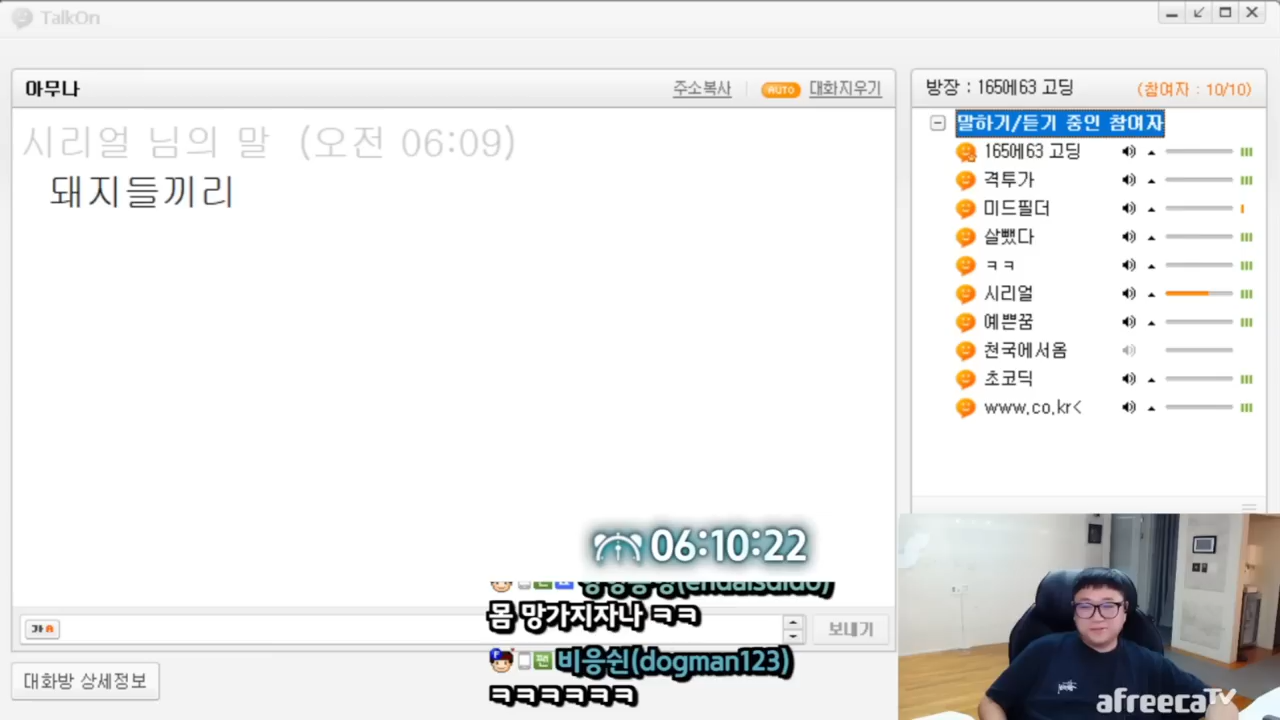 TalkOn
아무나
주소복사
AUTO 대화지우기
시리얼 님의 말 (오전 06:09)
돼지들끼리
방장 : 165에63 고딩
(참여자 : 10/10)
말하기/듣기 중인 참여자
165에63 고딩
격투가
미드필더
살뺐다
ㅋㅋ
시리얼
예쁜꿈
천국에서옴
초코딕
www.co.kr<
06:10:22
몸 망가지자나 ㅋㅋ
팬 비응쉰(dogman123)
ㅋㅋㅋㅋㅋㅋ
가
보내기
대화방 상세정보
afreecaTV